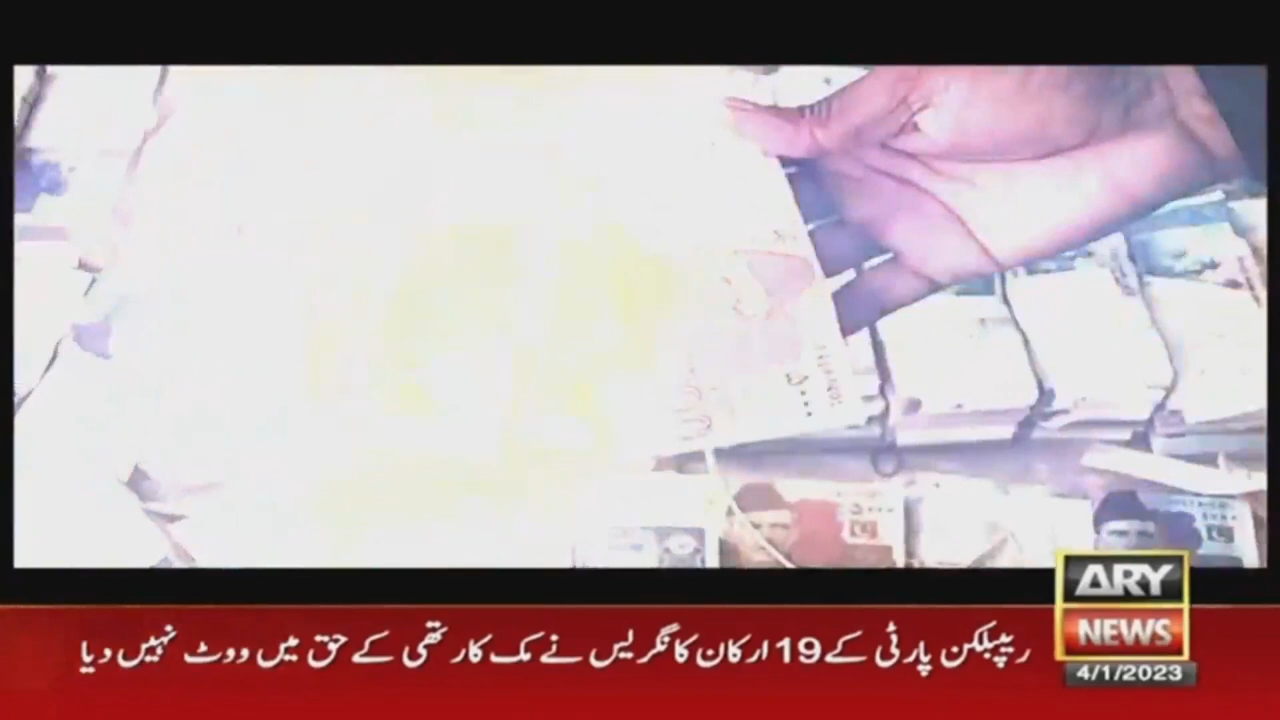 ۵۰۰۰
ریپبلکن پارٹی کے 19 ارکان کانگریس نے مک کارتھی کے حق میں ووٹ نہیں دیا
ARY
NEWS
4/1/2023